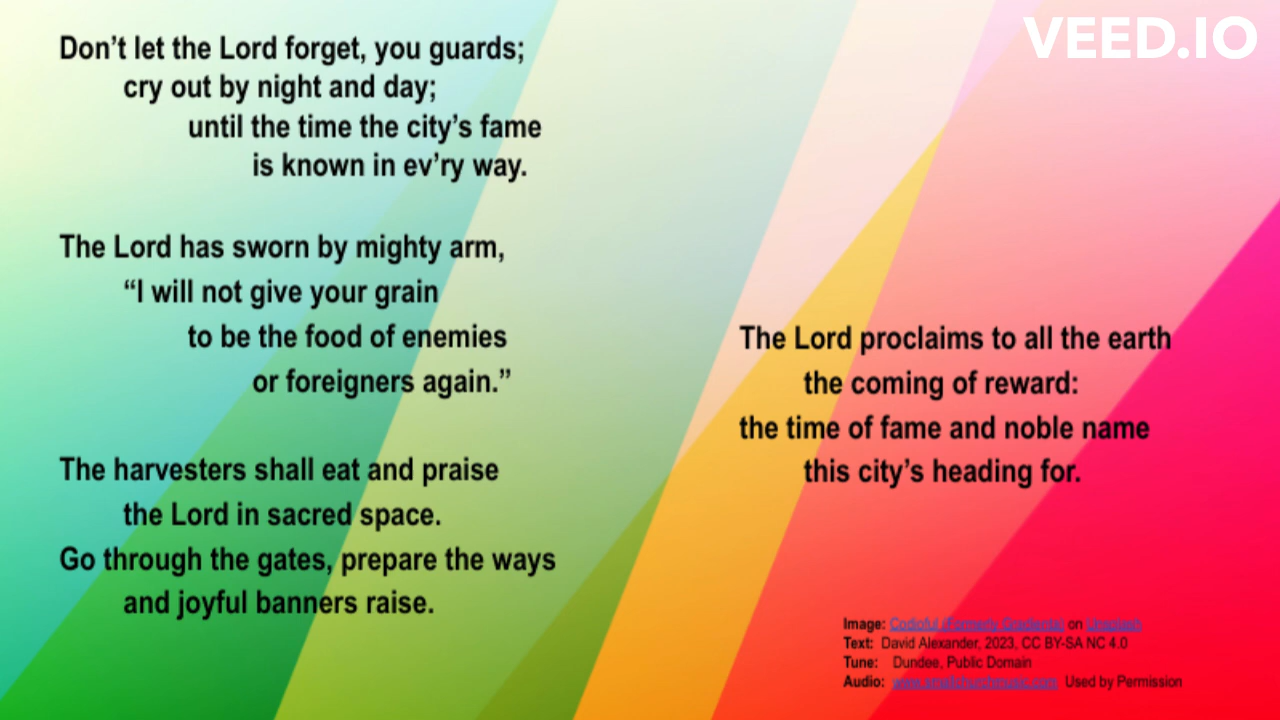 VEED.IO
Don't let the Lord forget, you guards;
cry out by night and day;
until the time the city's fame
is known in ev'ry way.
The Lord has sworn by mighty arm,
“I will not give your grain
to be the food of enemies
or foreigners again.”
The harvesters shall eat and praise
the Lord in sacred space.
Go through the gates, prepare the ways
and joyful banners raise.
The Lord proclaims to all the earth
the coming of reward:
the time of fame and noble name
this city's heading for.
Image: Codioful (Formerly Gradienta) on Unsplash
Text: David Alexander, 2023, CC BY-SA NC 4.0
Tune: Dundee, Public Domain
Audio: www.smallchurchmusic.com Used by Permission